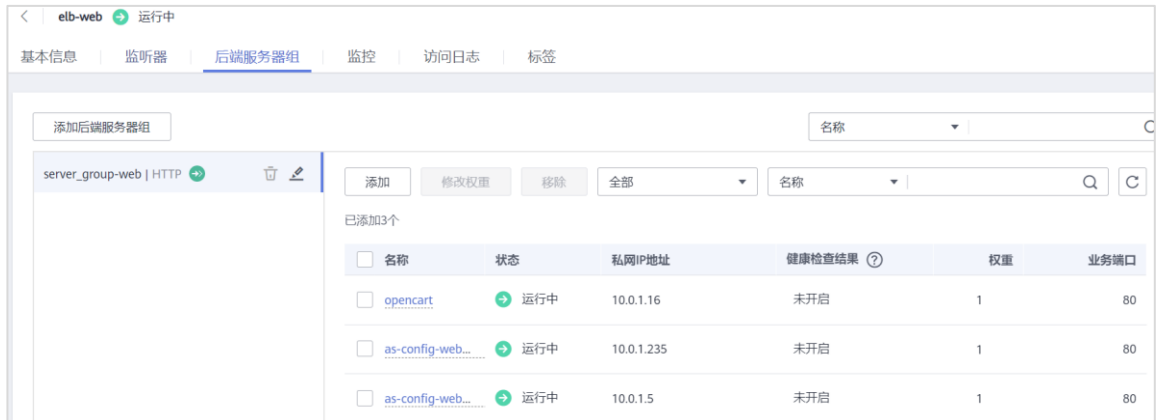 elb-web 运行中
基本信息 监听器 后端服务器组 监控 访问日志 标签
添加后端服务器组 名称
server_group-web | HTTP
添加 修改权重 移除 全部 名称
已添加3个
名称 状态 私网IP地址 健康检查结果 ? 权重 业务端口
opencart 运行中 10.0.1.16 未开启 1 80
as-config-web... 运行中 10.0.1.235 未开启 1 80
as-config-web... 运行中 10.0.1.5 未开启 1 80